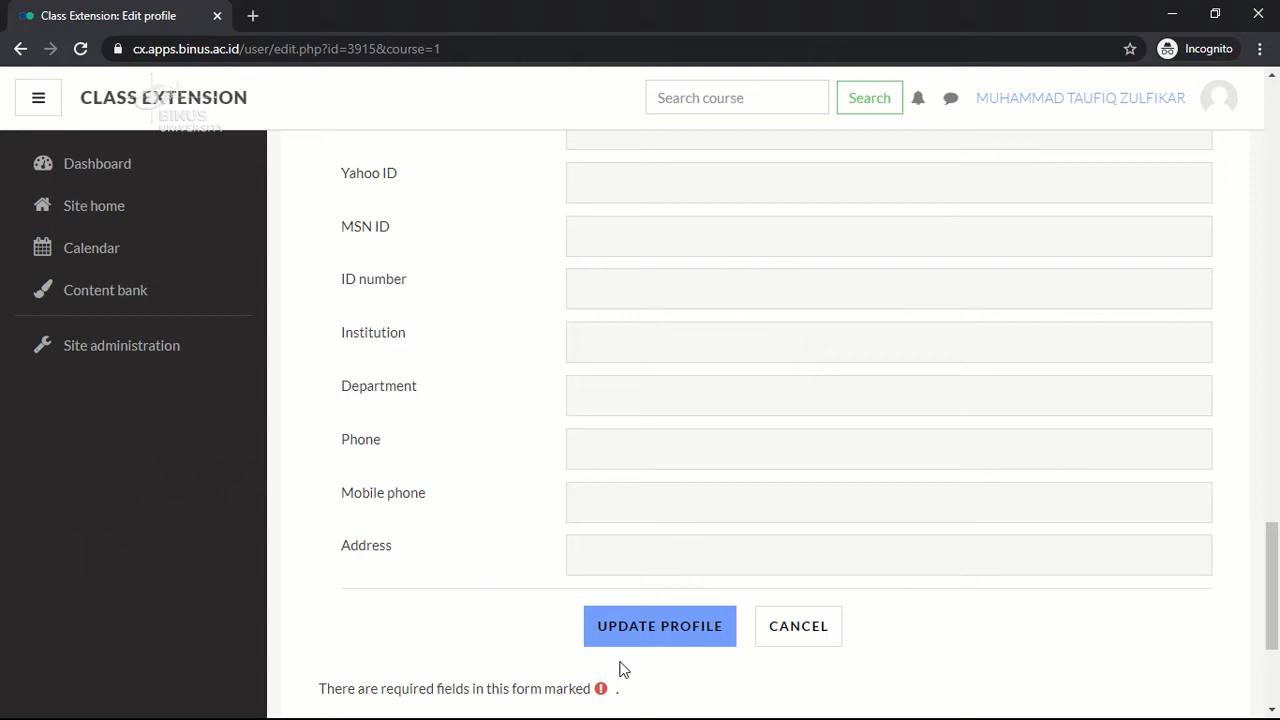 Class Extension: Edit profile
cx.apps.binus.ac.id/user/edit.php?id=3915&course=1
Incognito
CLASS EXTENSION
BINUS
UNIVERSITY
Search course
Search
MUHAMMAD TAUFIQ ZULFIKAR
Dashboard
Site home
Calendar
Content bank
Site administration
Yahoo ID
MSN ID
ID number
Institution
Department
Phone
Mobile phone
Address
UPDATE PROFILE
CANCEL
There are required fields in this form marked .